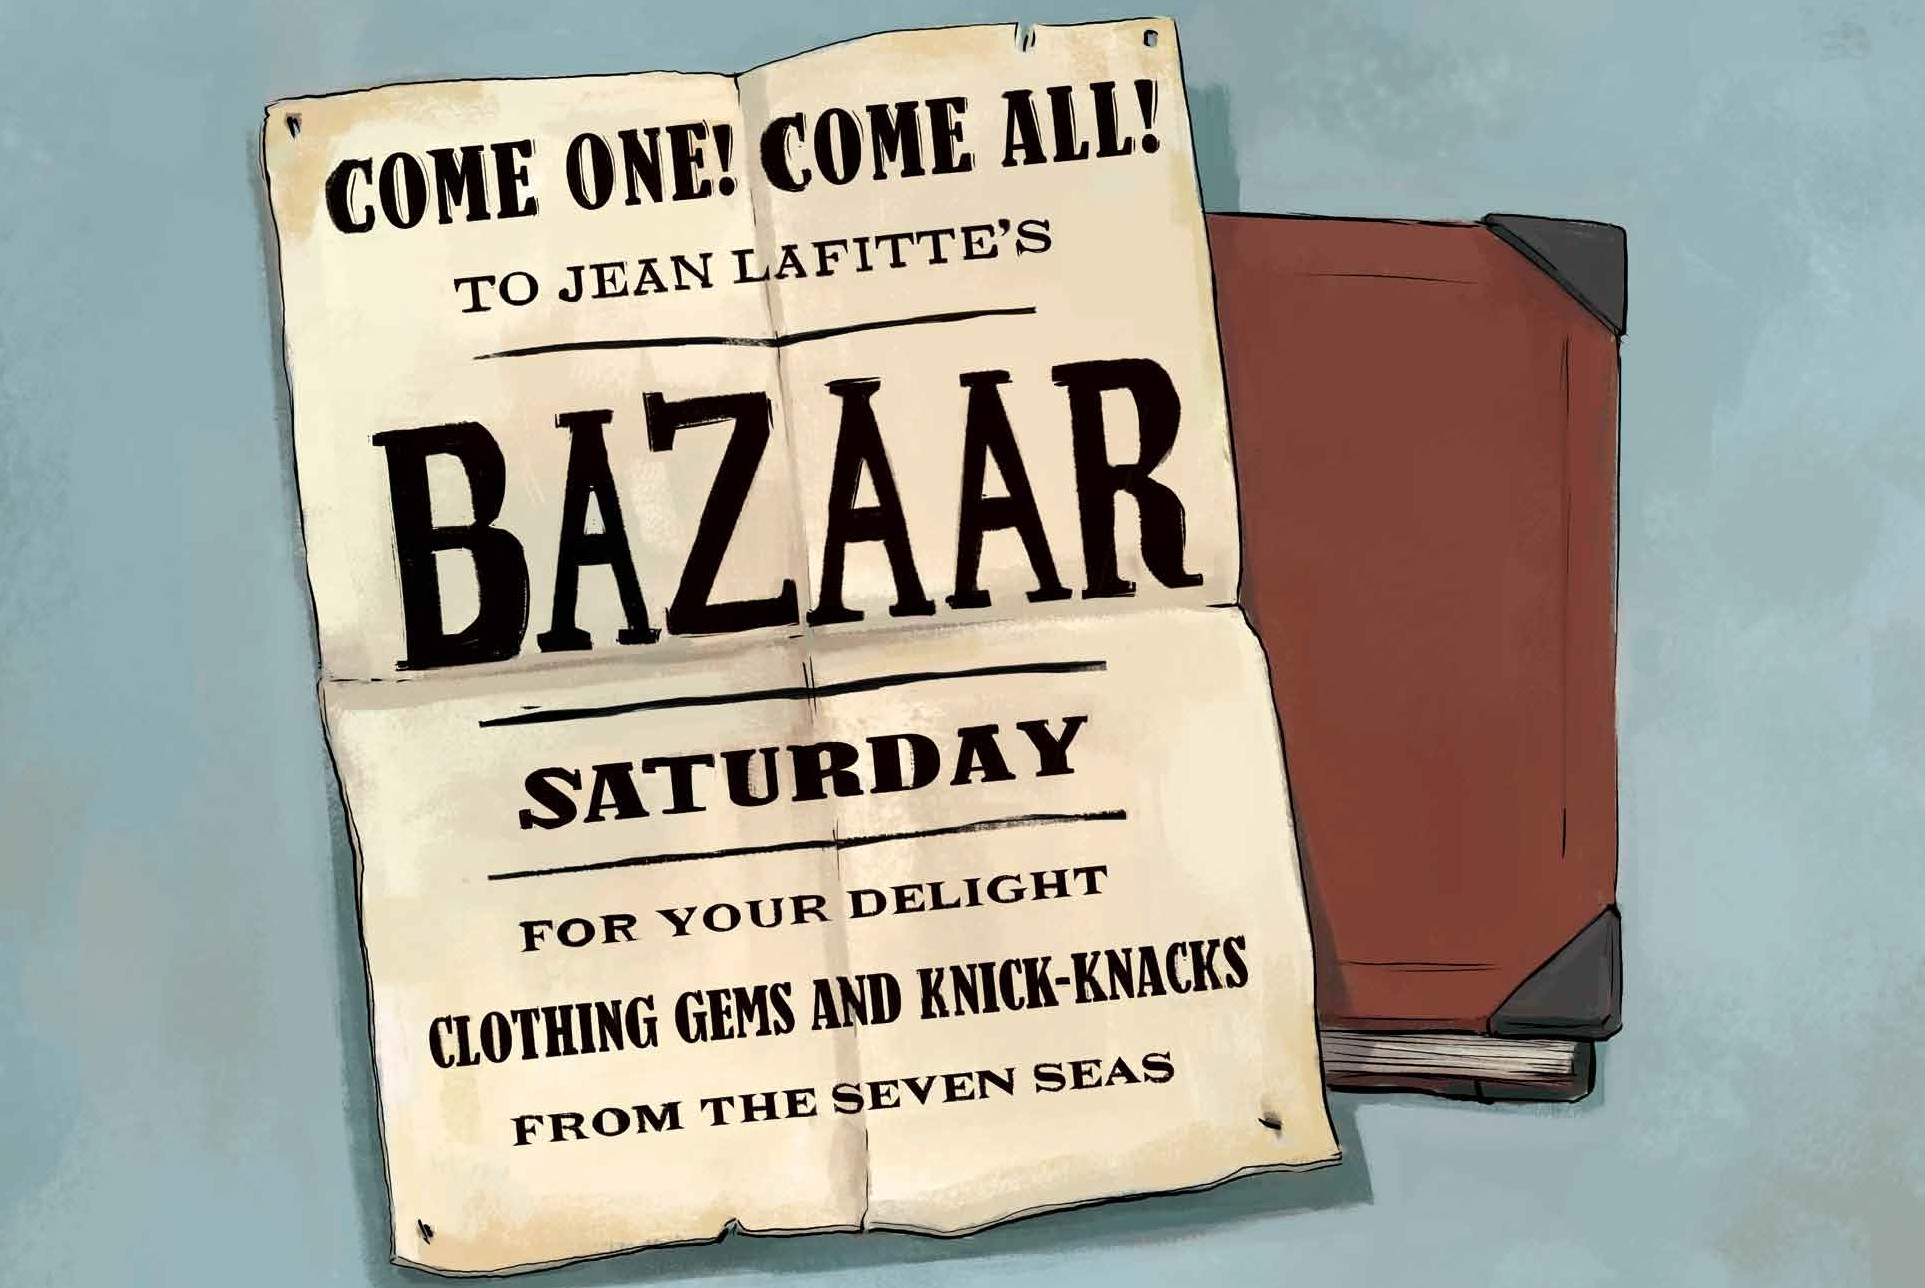 COME ONE! COME ALL!
TO JEAN LAFITTE'S
BAZAAR
SATURDAY
FOR YOUR DELIGHT
CLOTHING GEMS AND KNICK-KNACKS
FROM THE SEVEN SEAS